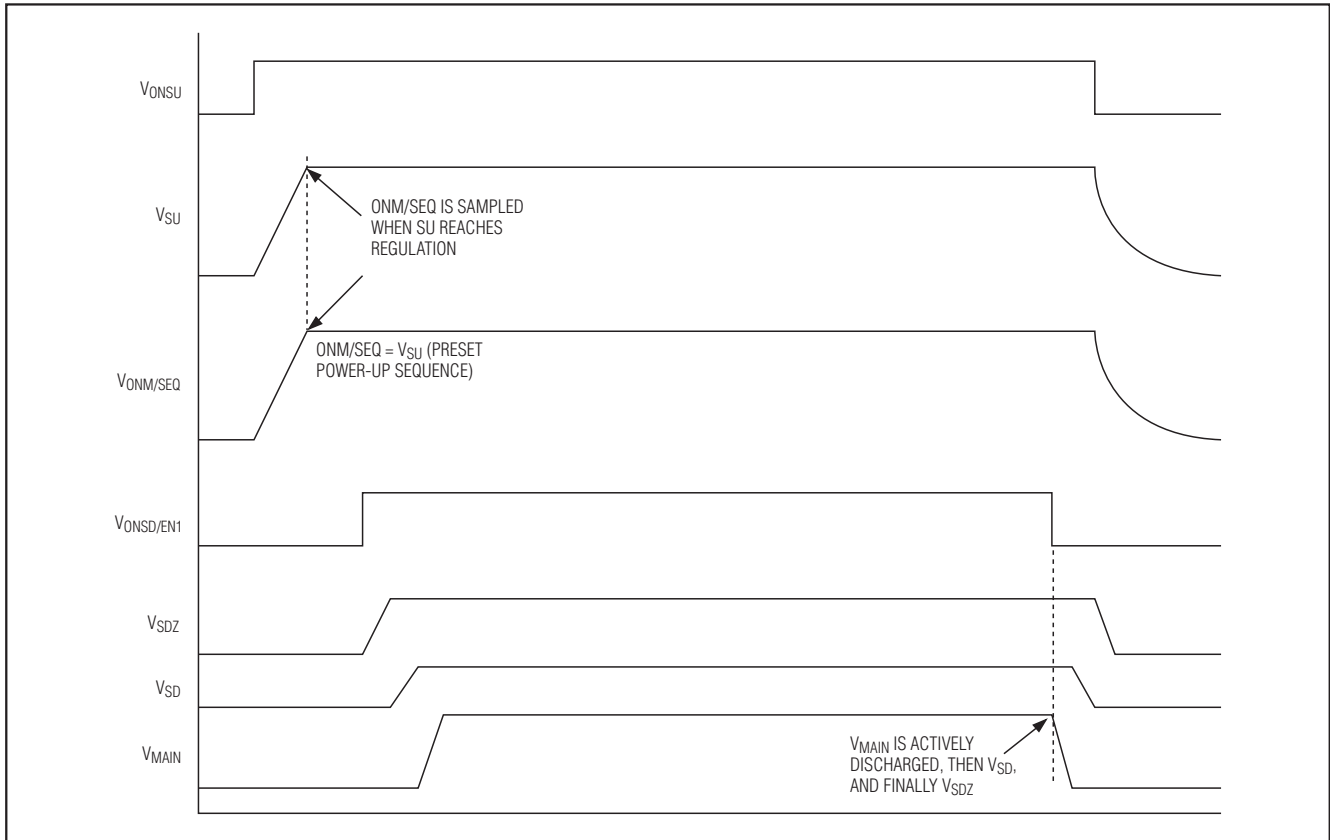 VONSU
VSU
ONM/SEQ IS SAMPLED
WHEN SU REACHES
REGULATION
ONM/SEQ = VSU (PRESET
POWER-UP SEQUENCE)
VONM/SEQ
VONSD/EN1
VSDZ
VSD
VMAIN
VMAIN IS ACTIVELY
DISCHARGED, THEN VSD,
AND FINALLY VSDZ